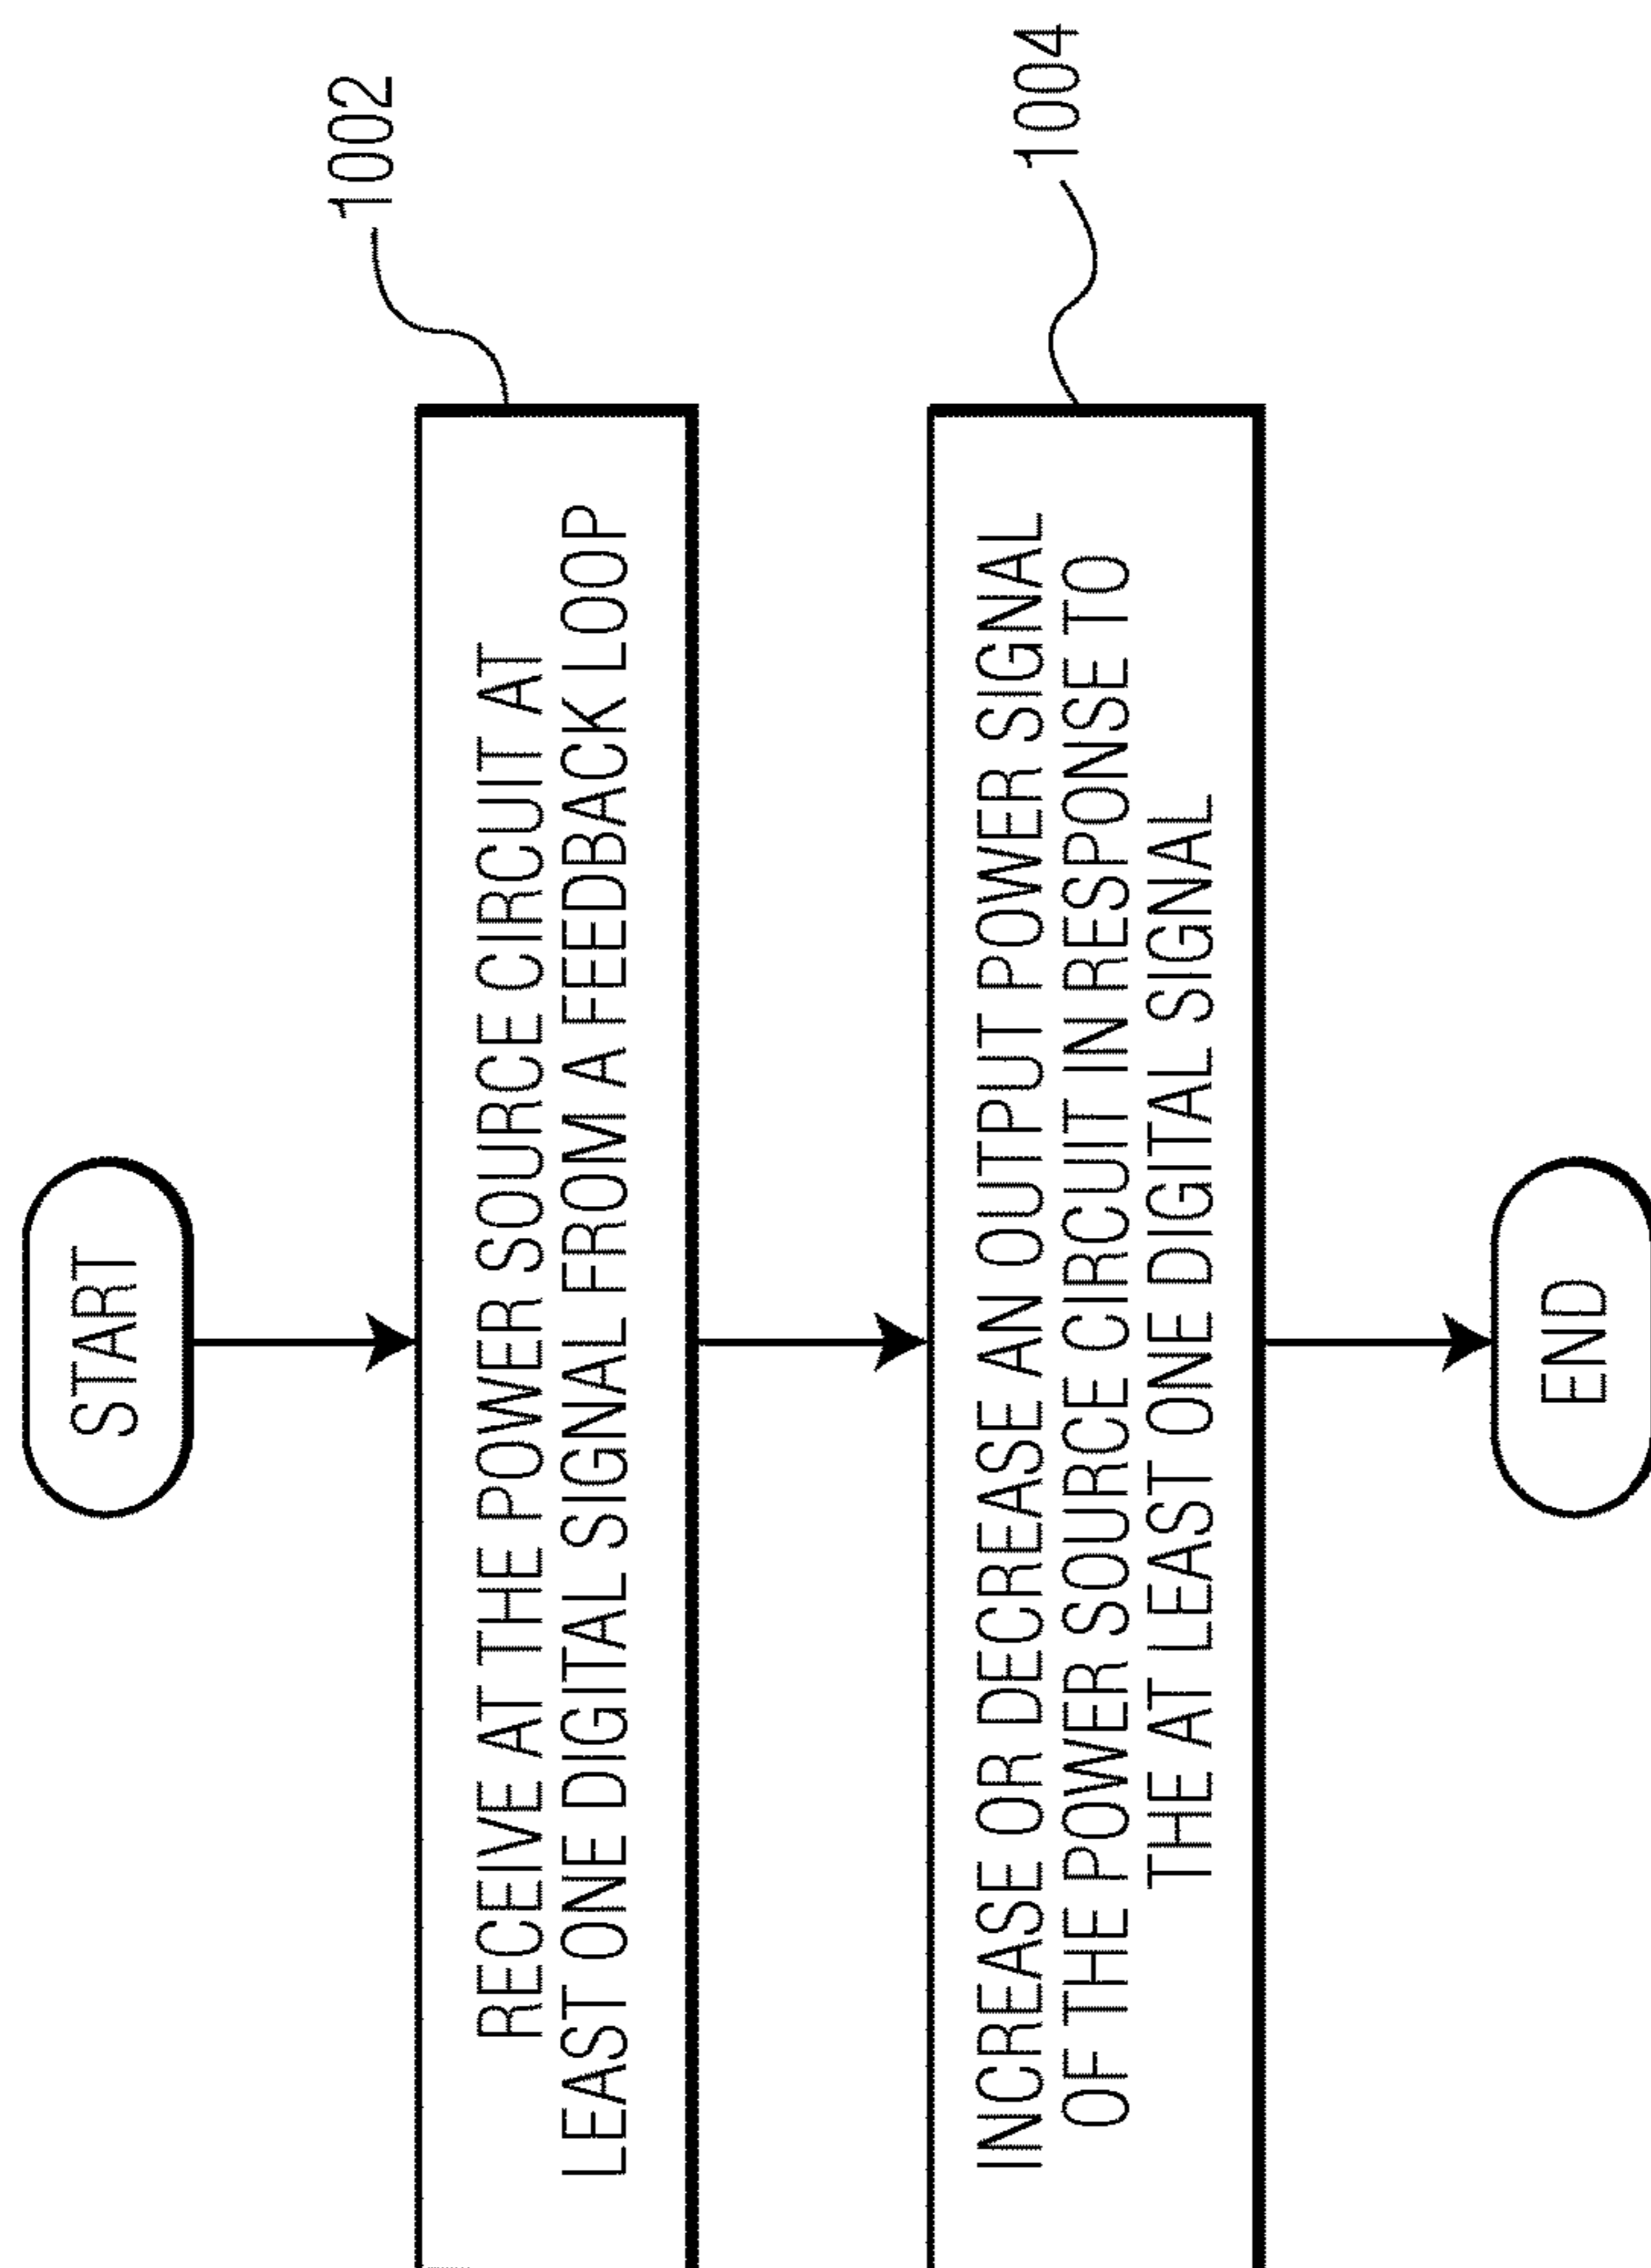 START
RECEIVE AT THE POWER SOURCE CIRCUIT AT
LEAST ONE DIGITAL SIGNAL FROM A FEEDBACK LOOP
1002
INCREASE OR DECREASE AN OUTPUT POWER SIGNAL
OF THE POWER SOURCE CIRCUIT IN RESPONSE TO
THE AT LEAST ONE DIGITAL SIGNAL
1004
END